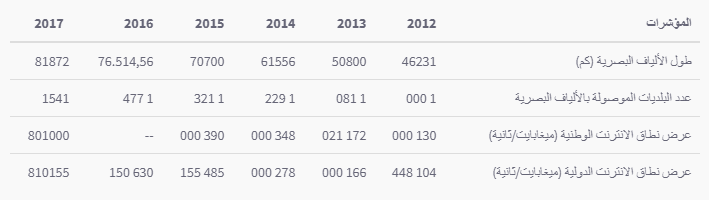 المؤشرات 2012 2013 2014 2015 2016 2017
طول الألياف البصرية (كم) 46231 50800 61556 70700 76.514,56 81872
عدد البلديات الموصولة بالألياف البصرية 000 1 081 1 229 1 321 1 477 1 1541
عرض نطاق الانترنت الوطنية (ميغابايت/ثانية) 000 130 021 172 000 348 000 390 -- 801000
عرض نطاق الانترنت الدولية (ميغابايت/ثانية) 448 104 000 166 000 278 155 485 150 630 810155